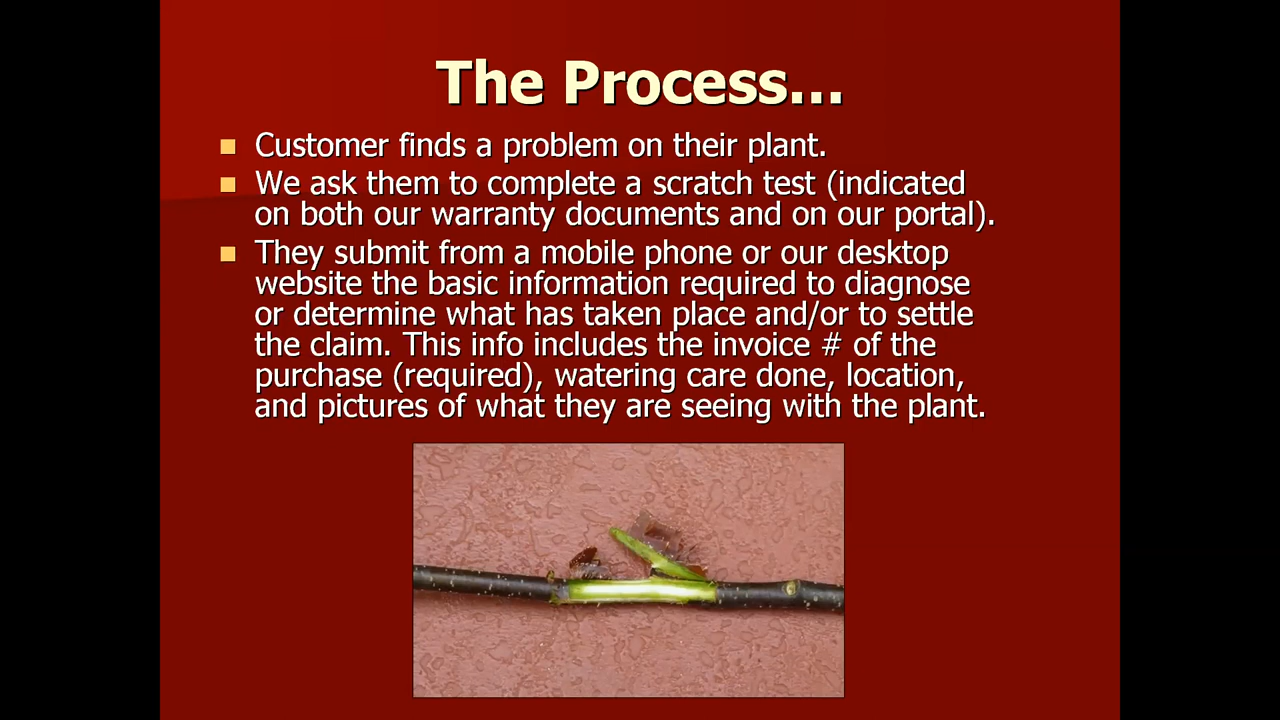 The Process...
Customer finds a problem on their plant.
We ask them to complete a scratch test (indicated
on both our warranty documents and on our portal).
They submit from a mobile phone or our desktop
website the basic information required to diagnose
or determine what has taken place and/or to settle
the claim. This info includes the invoice # of the
purchase (required), watering care done, location,
and pictures of what they are seeing with the plant.